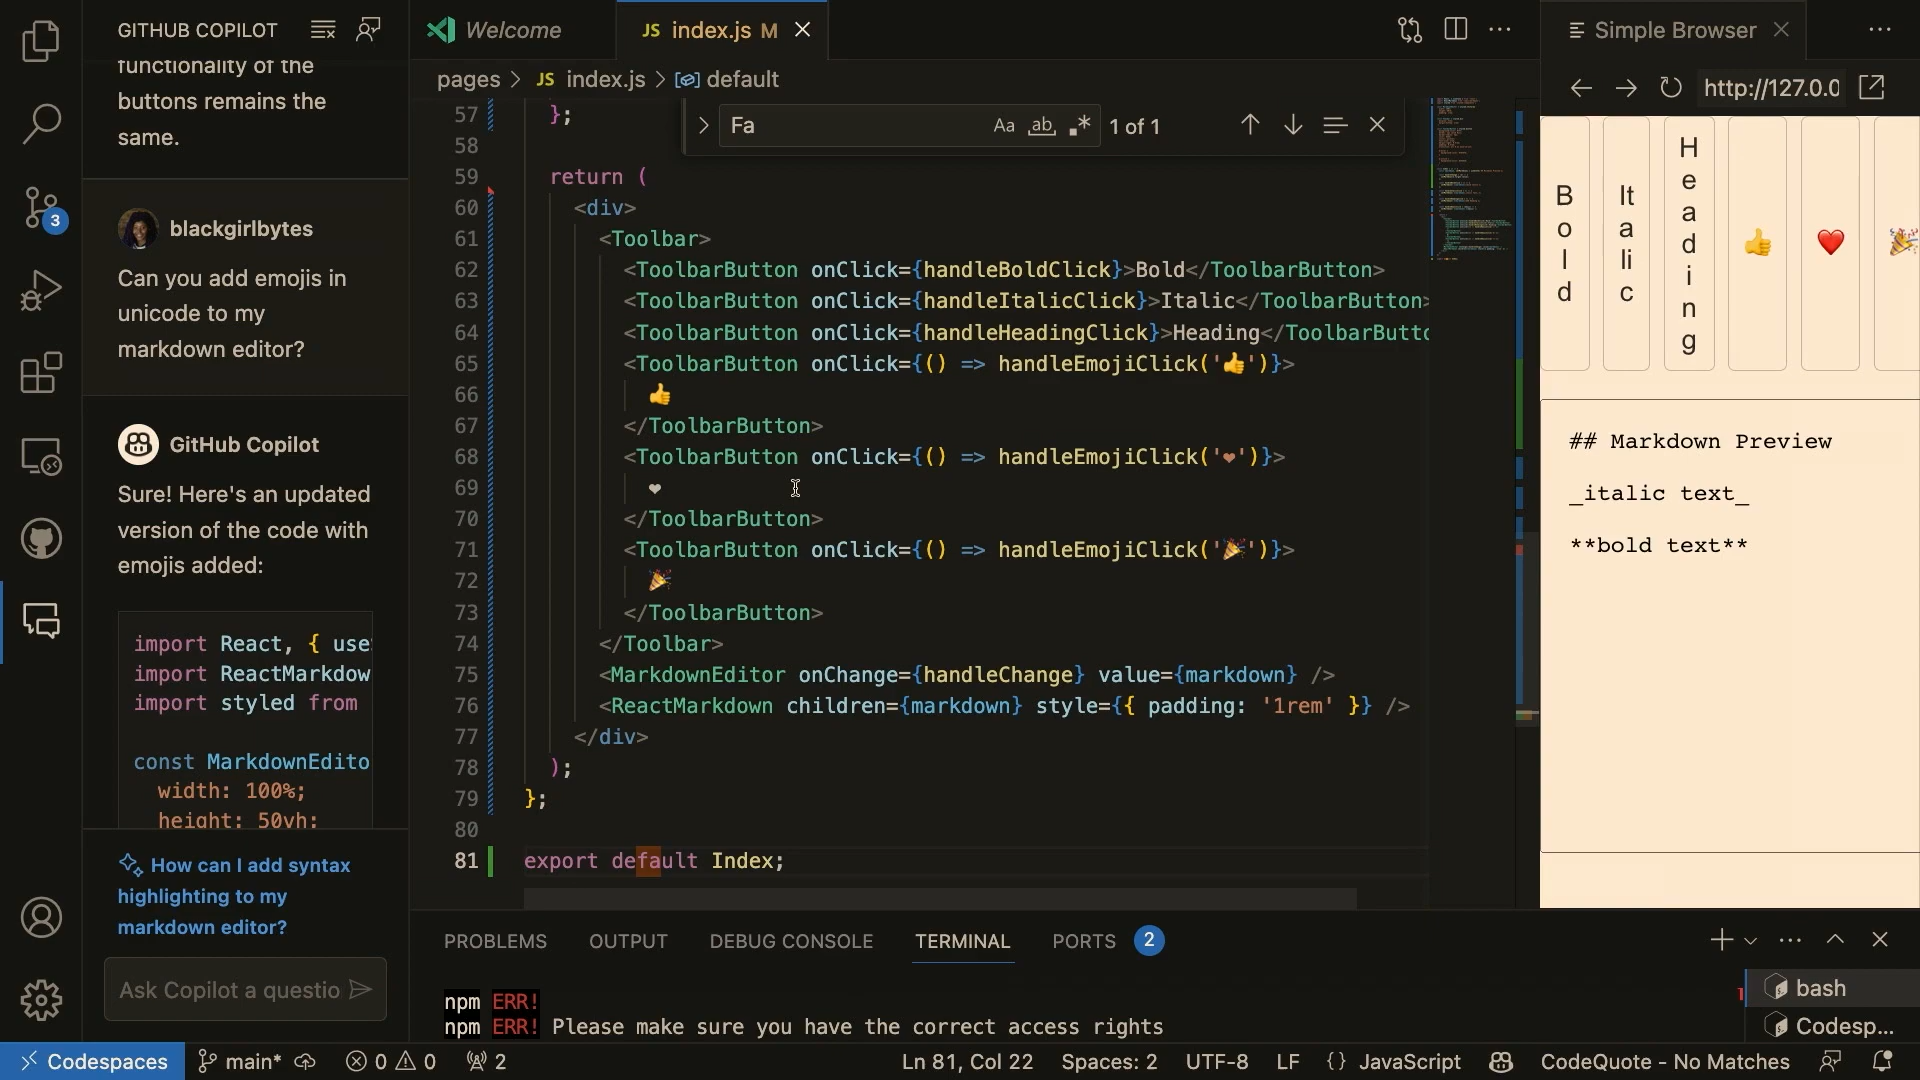 GITHUB COPILOT
functionality of the
buttons remains the
same.
blackgirlbytes
Can you add emojis in
unicode to my
markdown editor?
GitHub Copilot
Sure! Here's an updated
version of the code with
emojis added:
import React, { use
import ReactMarkdow
import styled from
const MarkdownEdito
width: 100%;
height: 50vh;
How can I add syntax
highlighting to my
markdown editor?
Ask Copilot a questio
3
Welcome
JS index.js M
pages > JS index.js > default
Fa
Aa ab .* 1 of 1
57 };
58
59 return (
60 <div>
61 <Toolbar>
62 <ToolbarButton onClick={handleBoldClick}>Bold</ToolbarButton>
63 <ToolbarButton onClick={handleItalicClick}>Italic</ToolbarButton>
64 <ToolbarButton onClick={handleHeadingClick}>Heading</ToolbarButto
65 <ToolbarButton onClick={() => handleEmojiClick('👍')}>
66 👍
67 </ToolbarButton>
68 <ToolbarButton onClick={() => handleEmojiClick('❤')}>
69 ❤
70 </ToolbarButton>
71 <ToolbarButton onClick={() => handleEmojiClick('🎉')}>
72 🎉
73 </ToolbarButton>
74 </Toolbar>
75 <MarkdownEditor onChange={handleChange} value={markdown} />
76 <ReactMarkdown children={markdown} style={{ padding: '1rem' }} />
77 </div>
78 );
79 };
80
81 export default Index;
Simple Browser
http://127.0.0
Bold
Italic
Heading
👍
❤️
🎉
## Markdown Preview
_italic text_
**bold text**
PROBLEMS OUTPUT DEBUG CONSOLE TERMINAL PORTS 2
npm ERR!
npm ERR! Please make sure you have the correct access rights
bash
Codesp...
Codespaces main* 0 0 2 Ln 81, Col 22 Spaces: 2 UTF-8 LF {} JavaScript CodeQuote - No Matches